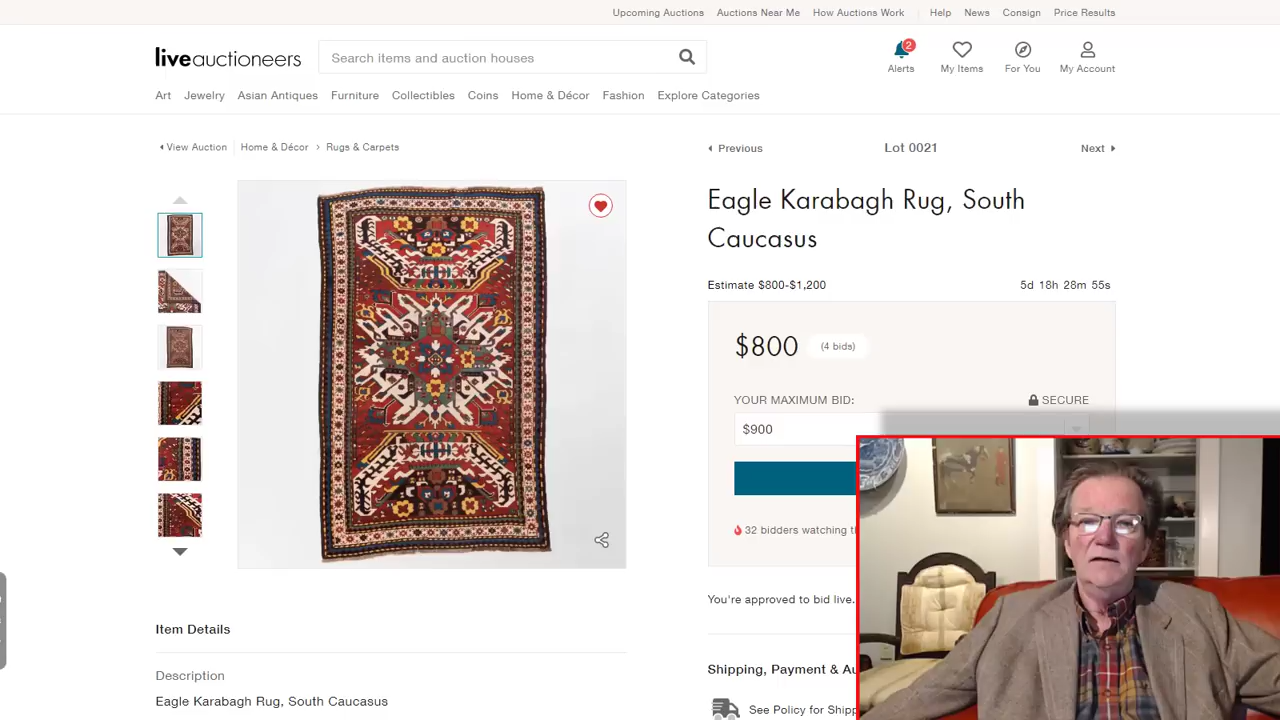 Upcoming Auctions Auctions Near Me How Auctions Work Help News Consign Price Results
liveauctioneers Search items and auction houses
2
Alerts My Items For You My Account
Art Jewelry Asian Antiques Furniture Collectibles Coins Home & Décor Fashion Explore Categories
View Auction Home & Décor › Rugs & Carpets
Previous Lot 0021 Next
Eagle Karabagh Rug, South
Caucasus
Estimate $800-$1,200 5d 18h 28m 55s
$800 (4 bids)
YOUR MAXIMUM BID: SECURE
$900
32 bidders watching
You're approved to bid live.
Item Details
Shipping, Payment &
Description
See Policy for
Eagle Karabagh Rug, South Caucasus